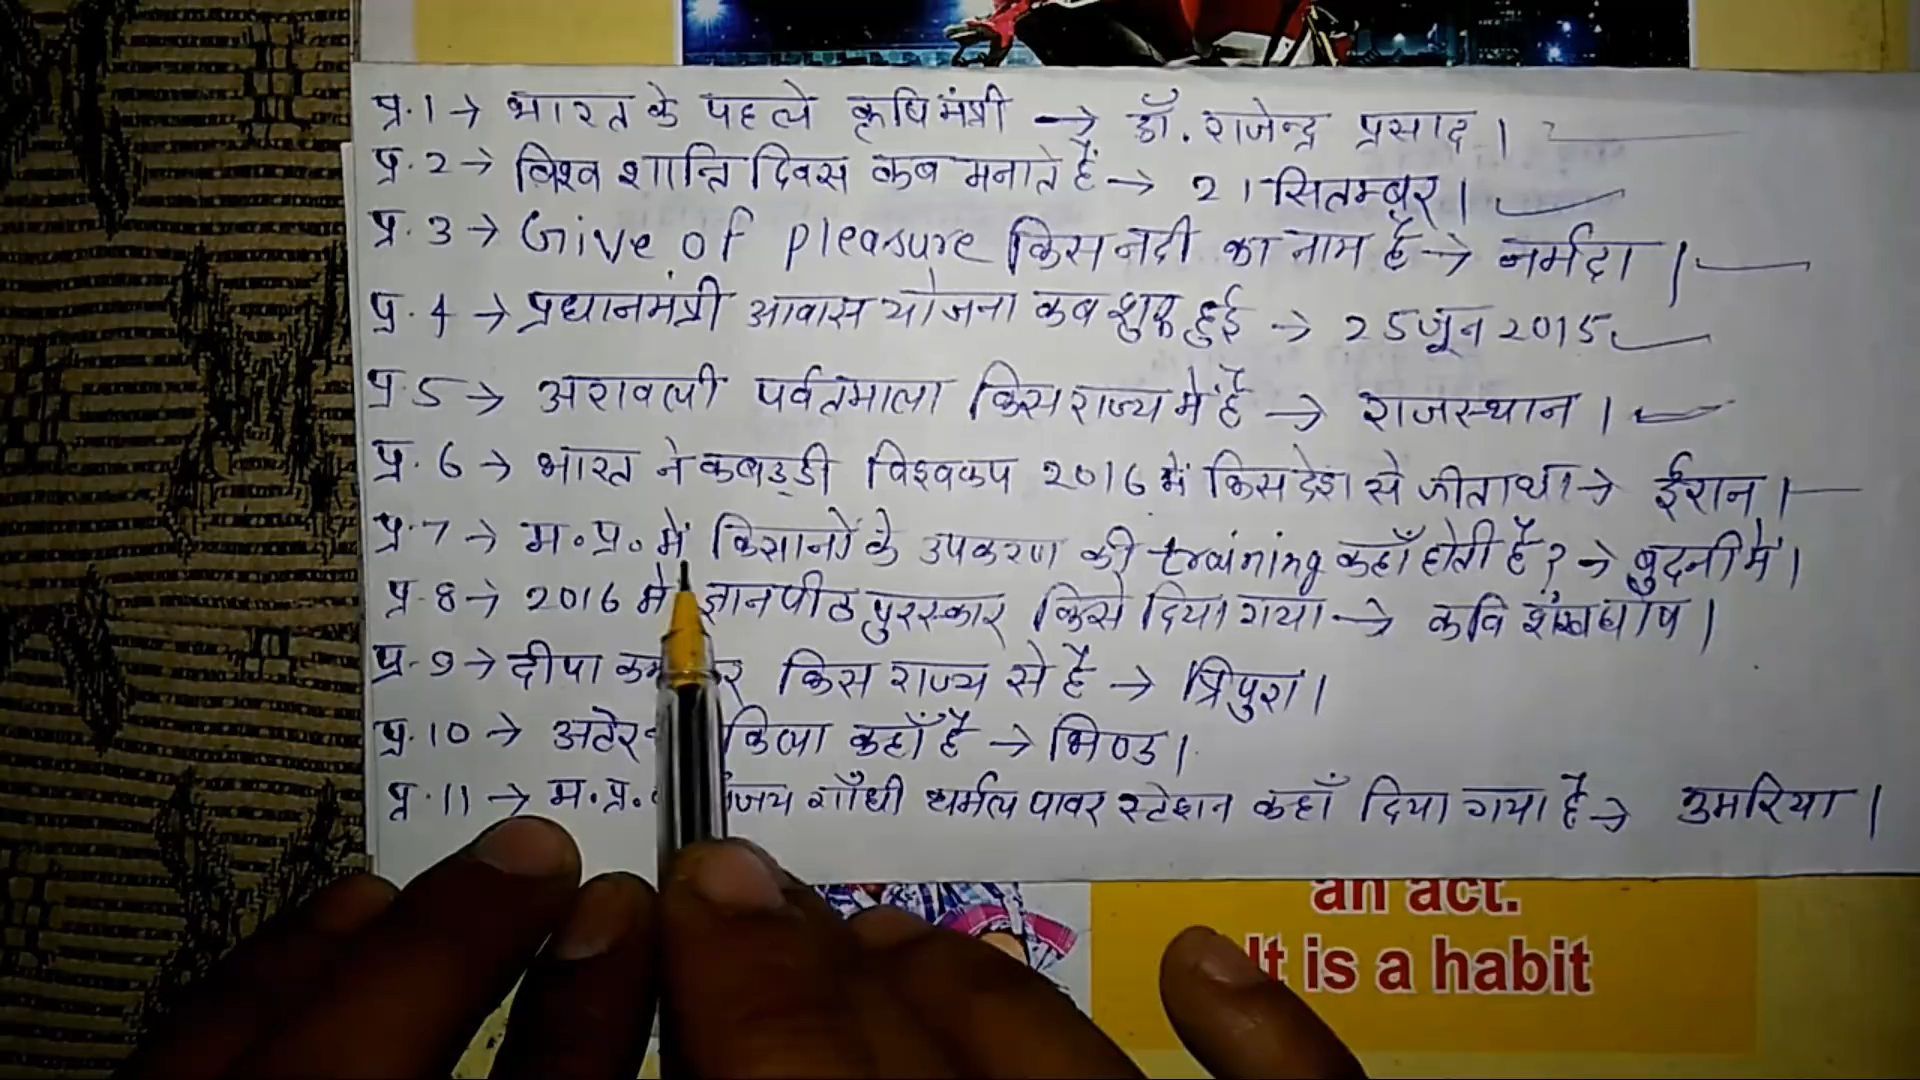 प्र.1 → भारत के पहले कृषि मंत्री → डॉ. राजेन्द्र प्रसाद।
प्र.2 → विश्व शान्ति दिवस कब मनाते हैं → 21 सितम्बर।
प्र.3 → Give of pleasure किस नदी का नाम है → नर्मदा।
प्र.4 → प्रधानमंत्री आवास योजना कब शुरू हुई → 25 जून 2015
प्र.5 → अरावली पर्वतमाला किस राज्य में है → राजस्थान।
प्र.6 → भारत ने कबड्डी विश्वकप 2016 में किस देश से जीता था → ईरान।
प्र.7 → म.प्र. में किसानों के उपकरण की training कहाँ होती है? → बुदनी में।
प्र.8 → 2016 में ज्ञानपीठ पुरस्कार किसे दिया गया → कवि शंख घोष।
प्र.9 → दीपा किस राज्य से है → त्रिपुरा।
प्र.10 → अटेर किला कहाँ है → भिण्ड।
प्र.11 → म.प्र. गाँधी थर्मल पावर स्टेशन कहाँ दिया गया है → उमरिया।
an act.
It is a habit